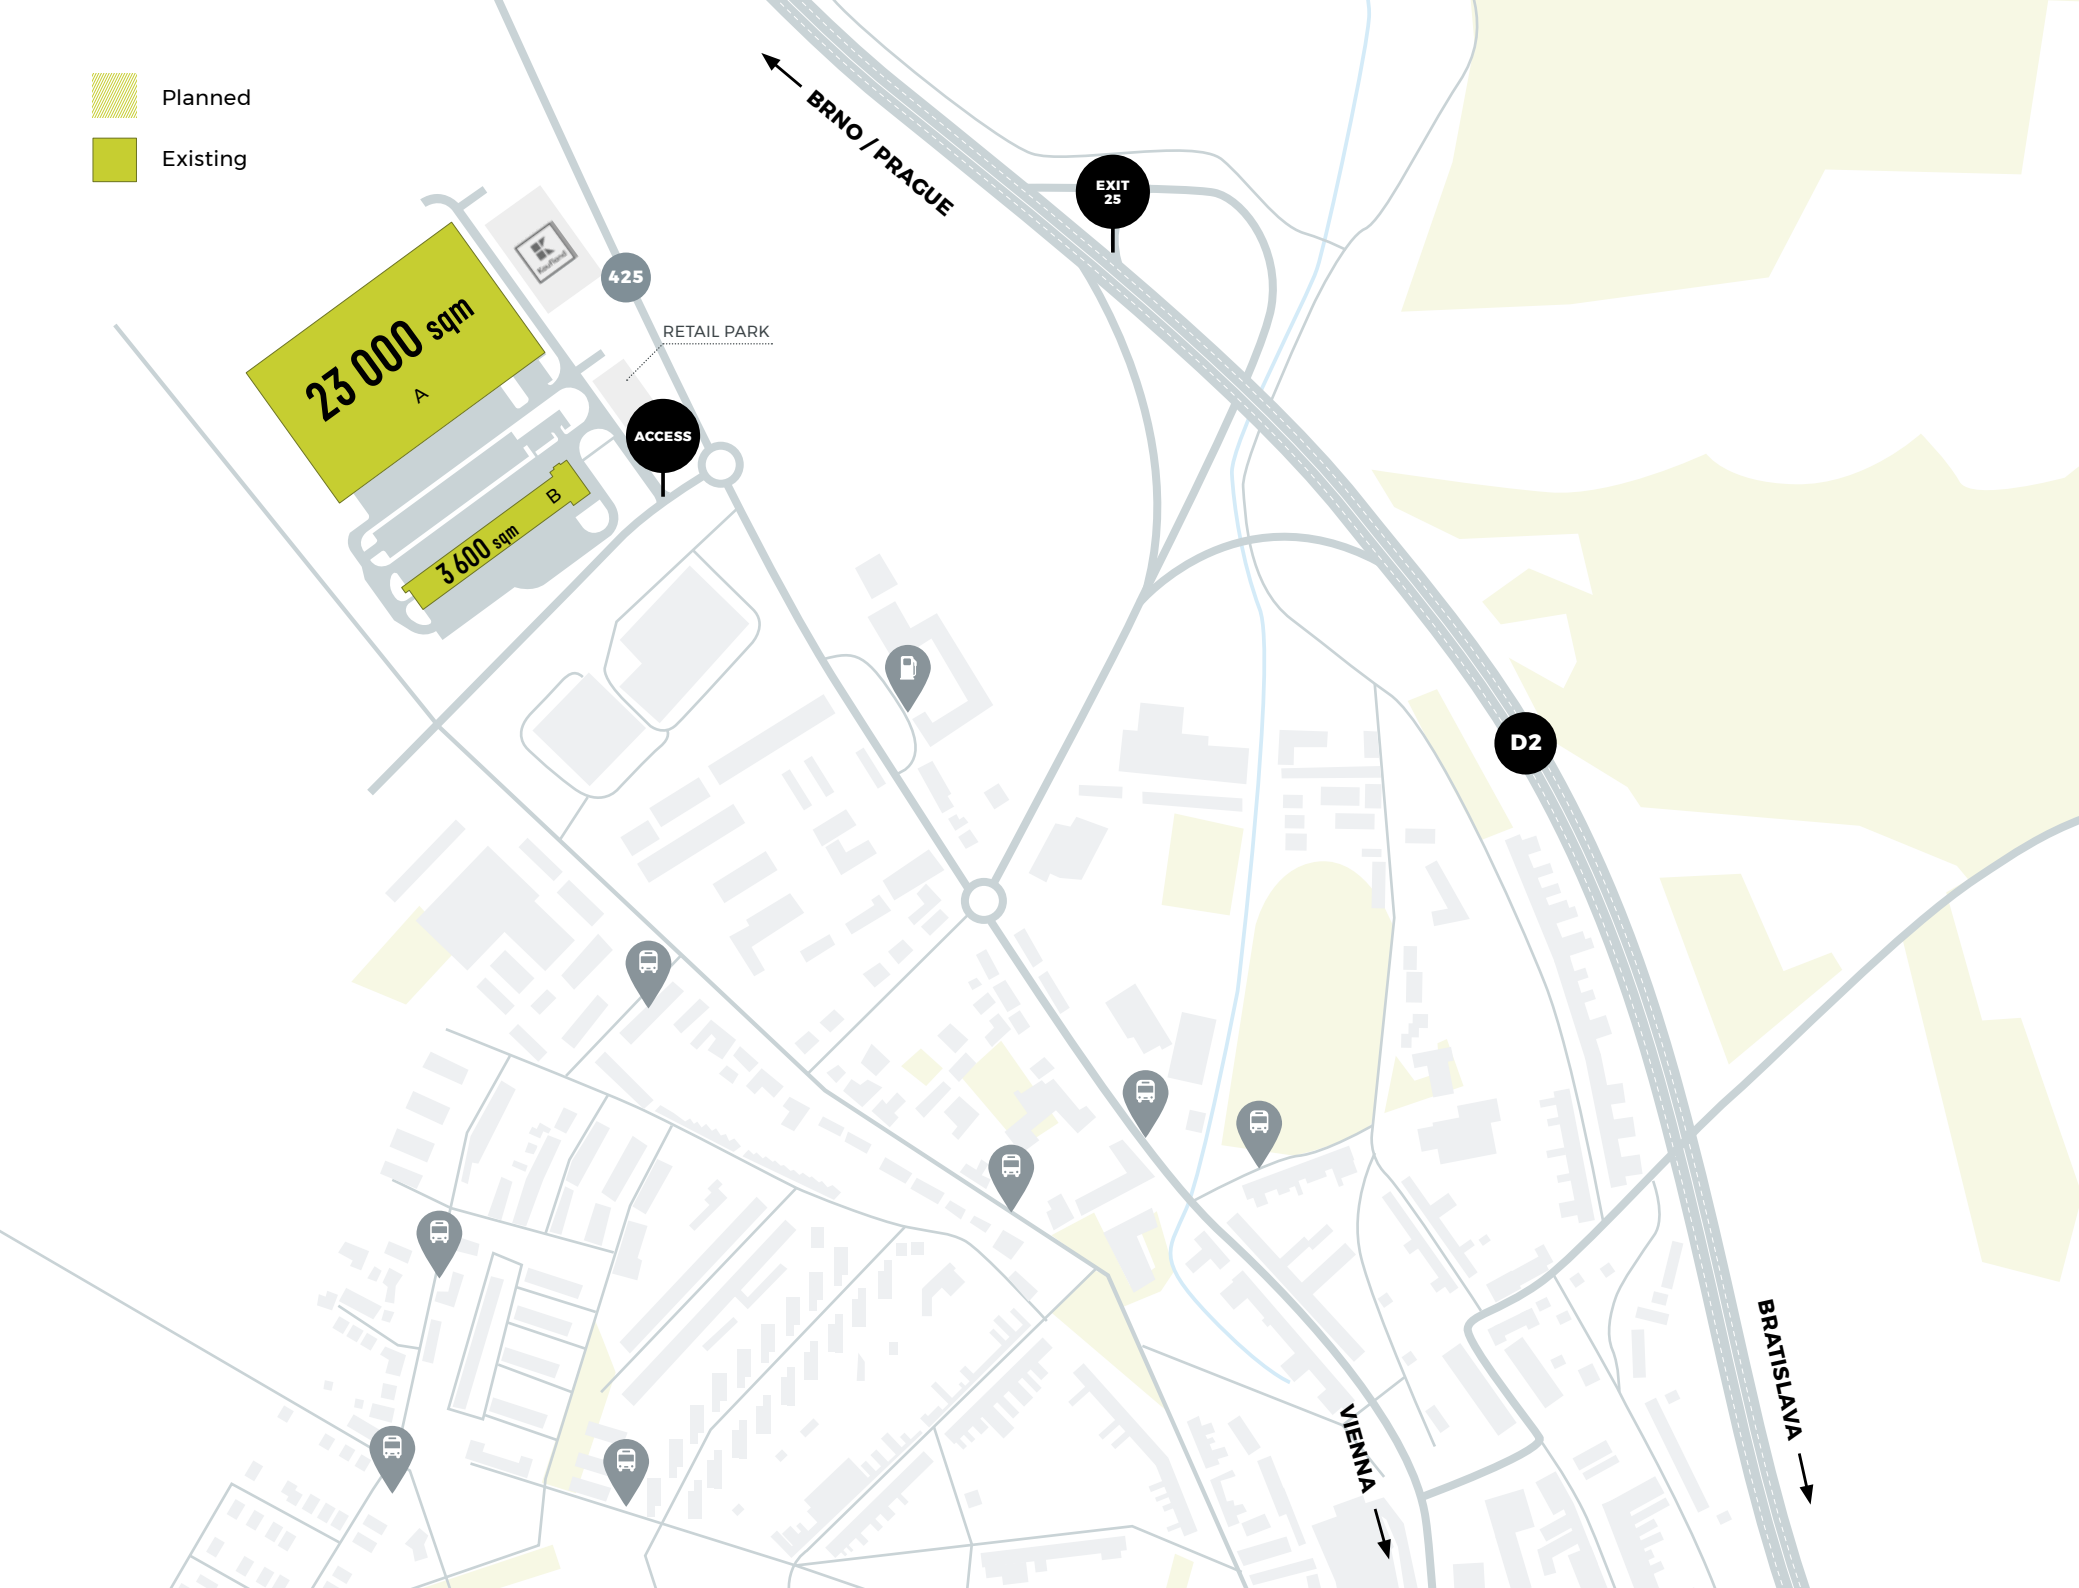 Planned
Existing
BRNO / PRAGUE
EXIT
25
Kaufland
425
23 000 sqm
A
RETAIL PARK
ACCESS
B
3 600 sqm
D2
BRATISLAVA
VIENNA